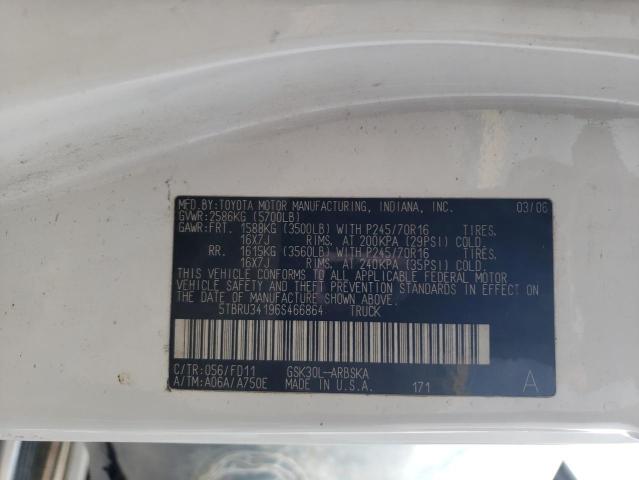 MFD.BY:TOYOTA MOTOR MANUFACTURING, INDIANA, INC. 03/06
GVWR:2586KG (5700LB)
GAWR:FRT. 1588KG (3500LB) WITH P245/70R16 TIRES.
16X7J RIMS. AT 200KPA (29PSI) COLD.
RR. 1615KG (3560LB) WITH P245/70R16 TIRES.
16X7J RIMS. AT 240KPA (35PSI) COLD.
THIS VEHICLE CONFORMS TO ALL APPLICABLE FEDERAL MOTOR
VEHICLE SAFETY AND THEFT PREVENTION STANDARDS IN EFFECT
ON THE DATE OF MANUFACTURE SHOWN ABOVE.
5TBRU34196S466864 TRUCK
C/TR:056/FD11 GSK30L-ARBSKA
A/TM:A06A/A750E MADE IN U.S.A. 171 A